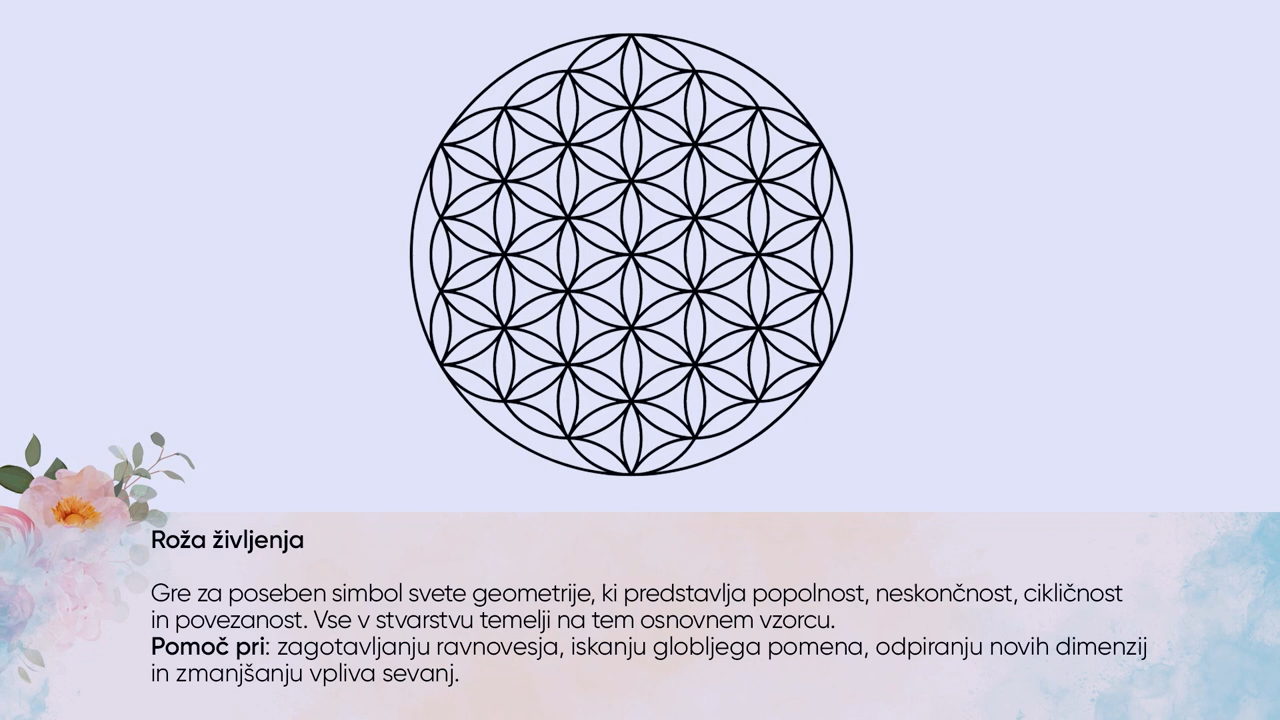 Roža življenja
Gre za poseben simbol svete geometrije, ki predstavlja popolnost, neskončnost, cikličnost
in povezanost. Vse v stvarstvu temelji na tem osnovnem vzorcu.
Pomoč pri: zagotavljanju ravnovesja, iskanju globljega pomena, odpiranju novih dimenzij
in zmanjšanju vpliva sevanj.